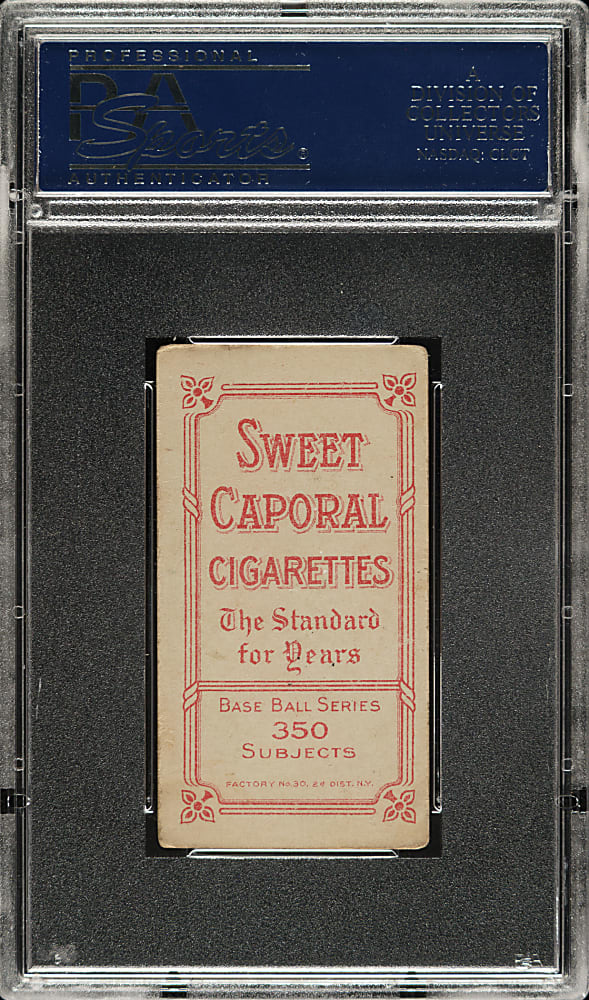 PROFESSIONAL
PSA
Sports®
AUTHENTICATOR
A
DIVISION OF
COLLECTORS
UNIVERSE
NASDAQ: CLCT
SWEET
CAPORAL
CIGARETTES
The Standard
for Years
BASE BALL SERIES
350
SUBJECTS
FACTORY No. 30, 2d DIST. N.Y.